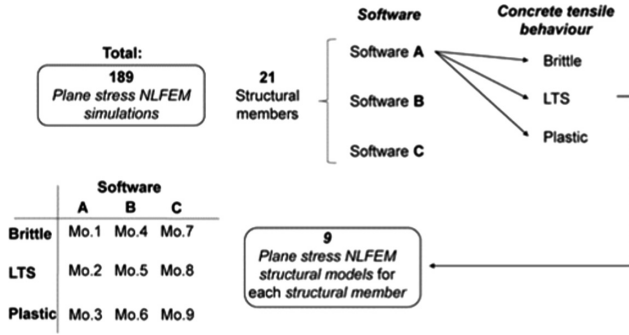 Total:
189
Plane stress NLFEM
simulations
21
Structural
members
Software
Software A
Software B
Software C
Concrete tensile
behaviour
Brittle
LTS
Plastic
Software
A B C
Brittle Mo.1 Mo.4 Mo.7
LTS Mo.2 Mo.5 Mo.8
Plastic Mo.3 Mo.6 Mo.9
9
Plane stress NLFEM
structural models for
each structural member